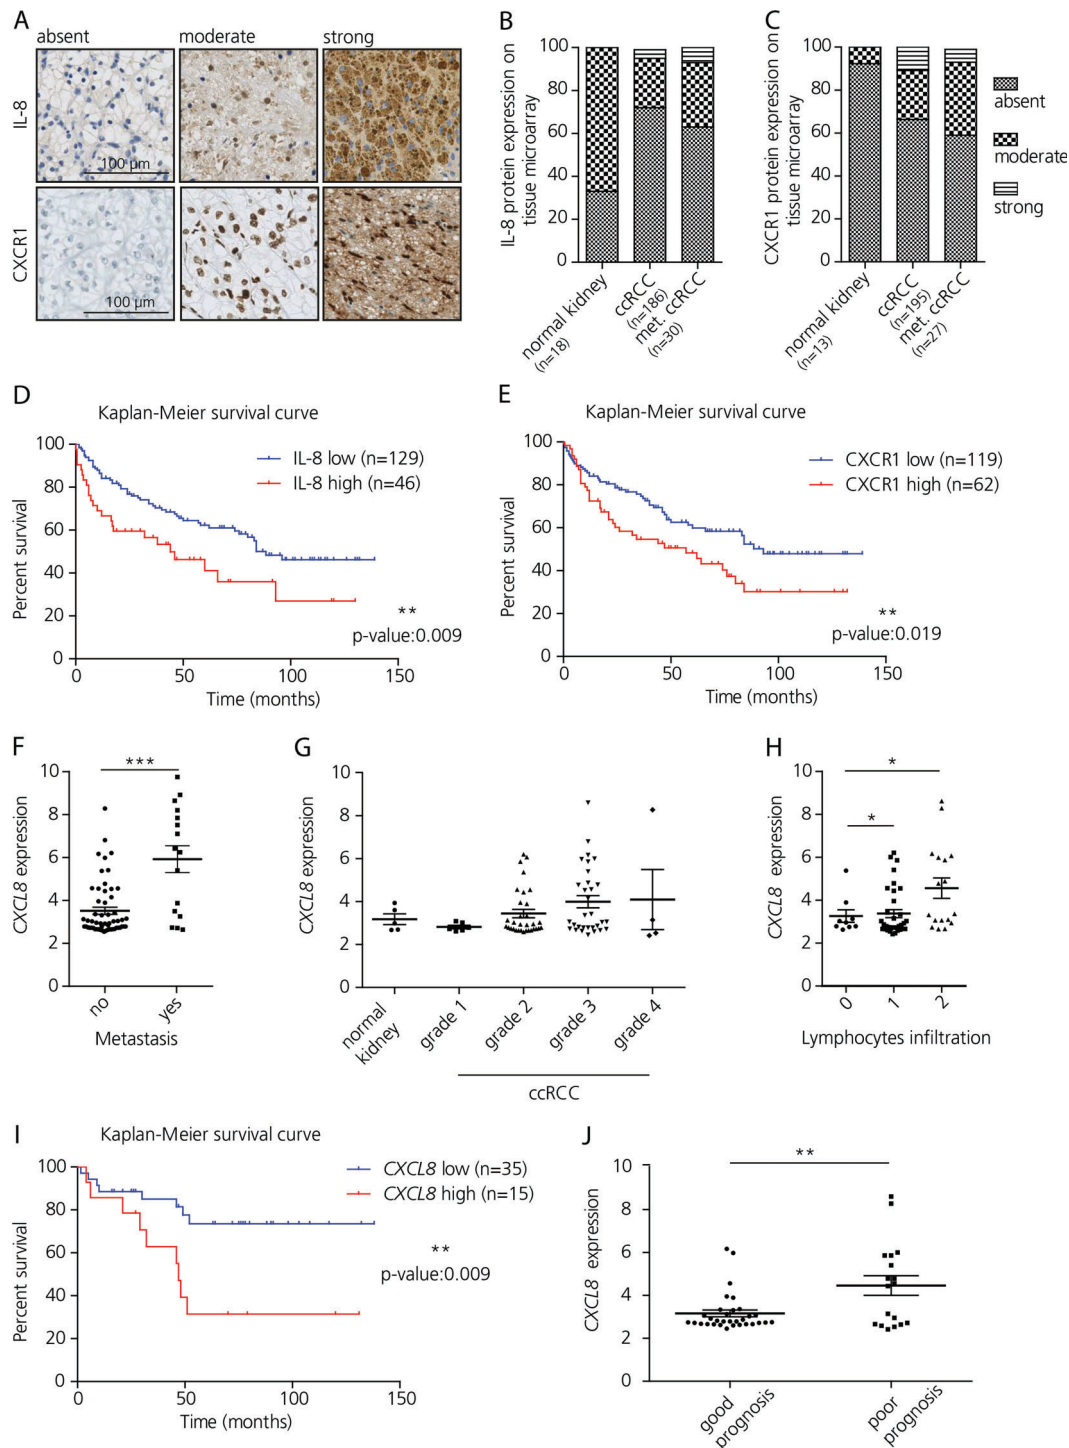 A
absent
moderate
strong
IL-8
100 µm
CXCR1
100 µm
B
IL-8 protein expression on
tissue microarray
100
80
60
40
20
0
normal kidney
(n=18)
ccRCC
(n=186)
met. ccRCC
(n=30)
C
CXCR1 protein expression on
tissue microarray
100
80
60
40
20
0
normal kidney
(n=13)
ccRCC
(n=195)
met. ccRCC
(n=27)
absent
moderate
strong
D
Kaplan-Meier survival curve
Percent survival
100
80
60
40
20
0
IL-8 low (n=129)
IL-8 high (n=46)
**
p-value:0.009
0
50
100
150
Time (months)
E
Kaplan-Meier survival curve
Percent survival
100
80
60
40
20
0
CXCR1 low (n=119)
CXCR1 high (n=62)
**
p-value:0.019
0
50
100
150
Time (months)
F
CXCL8 expression
10
8
6
4
2
0
***
no
yes
Metastasis
G
CXCL8 expression
10
8
6
4
2
0
normal
kidney
grade 1
grade 2
grade 3
grade 4
ccRCC
H
CXCL8 expression
10
8
6
4
2
0
*
*
0
1
2
Lymphocytes infiltration
I
Kaplan-Meier survival curve
Percent survival
100
80
60
40
20
0
CXCL8 low (n=35)
CXCL8 high (n=15)
**
p-value:0.009
0
50
100
150
Time (months)
J
CXCL8 expression
10
8
6
4
2
0
**
good
prognosis
poor
prognosis